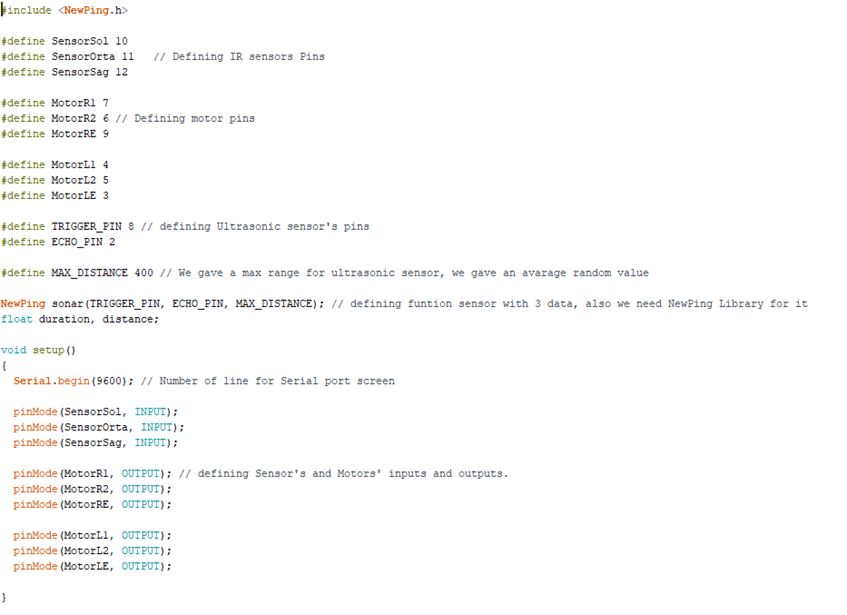 #include <NewPing.h>
#define SensorSol 10
#define SensorOrta 11 // Defining IR sensors Pins
#define SensorSag 12
#define MotorR1 7
#define MotorR2 6 // Defining motor pins
#define MotorRE 9
#define MotorL1 4
#define MotorL2 5
#define MotorLE 3
#define TRIGGER_PIN 8 // defining Ultrasonic sensor's pins
#define ECHO_PIN 2
#define MAX_DISTANCE 400 // We gave a max range for ultrasonic sensor, we gave an avarage random value
NewPing sonar(TRIGGER_PIN, ECHO_PIN, MAX_DISTANCE); // defining funtion sensor with 3 data, also we need NewPing Library for it
float duration, distance;
void setup()
{
Serial.begin(9600); // Number of line for Serial port screen
pinMode(SensorSol, INPUT);
pinMode(SensorOrta, INPUT);
pinMode(SensorSag, INPUT);
pinMode(MotorR1, OUTPUT); // defining Sensor's and Motors' inputs and outputs.
pinMode(MotorR2, OUTPUT);
pinMode(MotorRE, OUTPUT);
pinMode(MotorL1, OUTPUT);
pinMode(MotorL2, OUTPUT);
pinMode(MotorLE, OUTPUT);
}